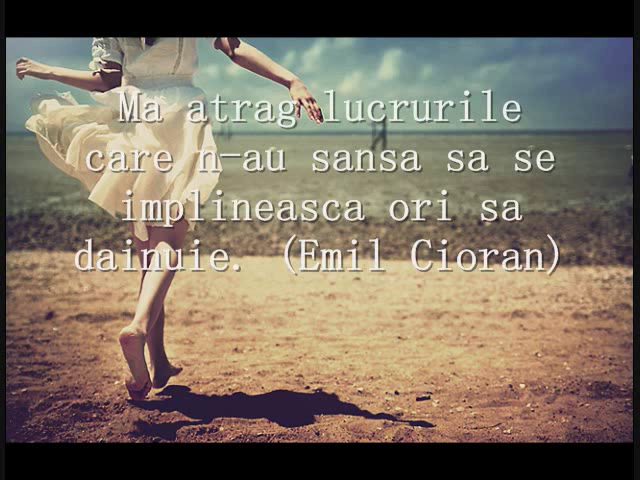 Ma atrag lucrurile
care n-au sansa sa se
implineasca ori sa
dainuie. (Emil Cioran)